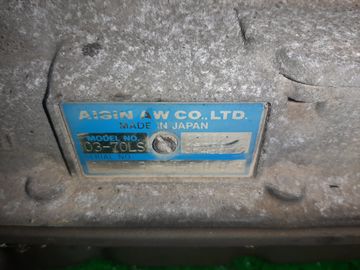 AISIN AW CO., LTD.
MADE IN JAPAN
MODEL NO.
03-70LS
SERIAL NO.